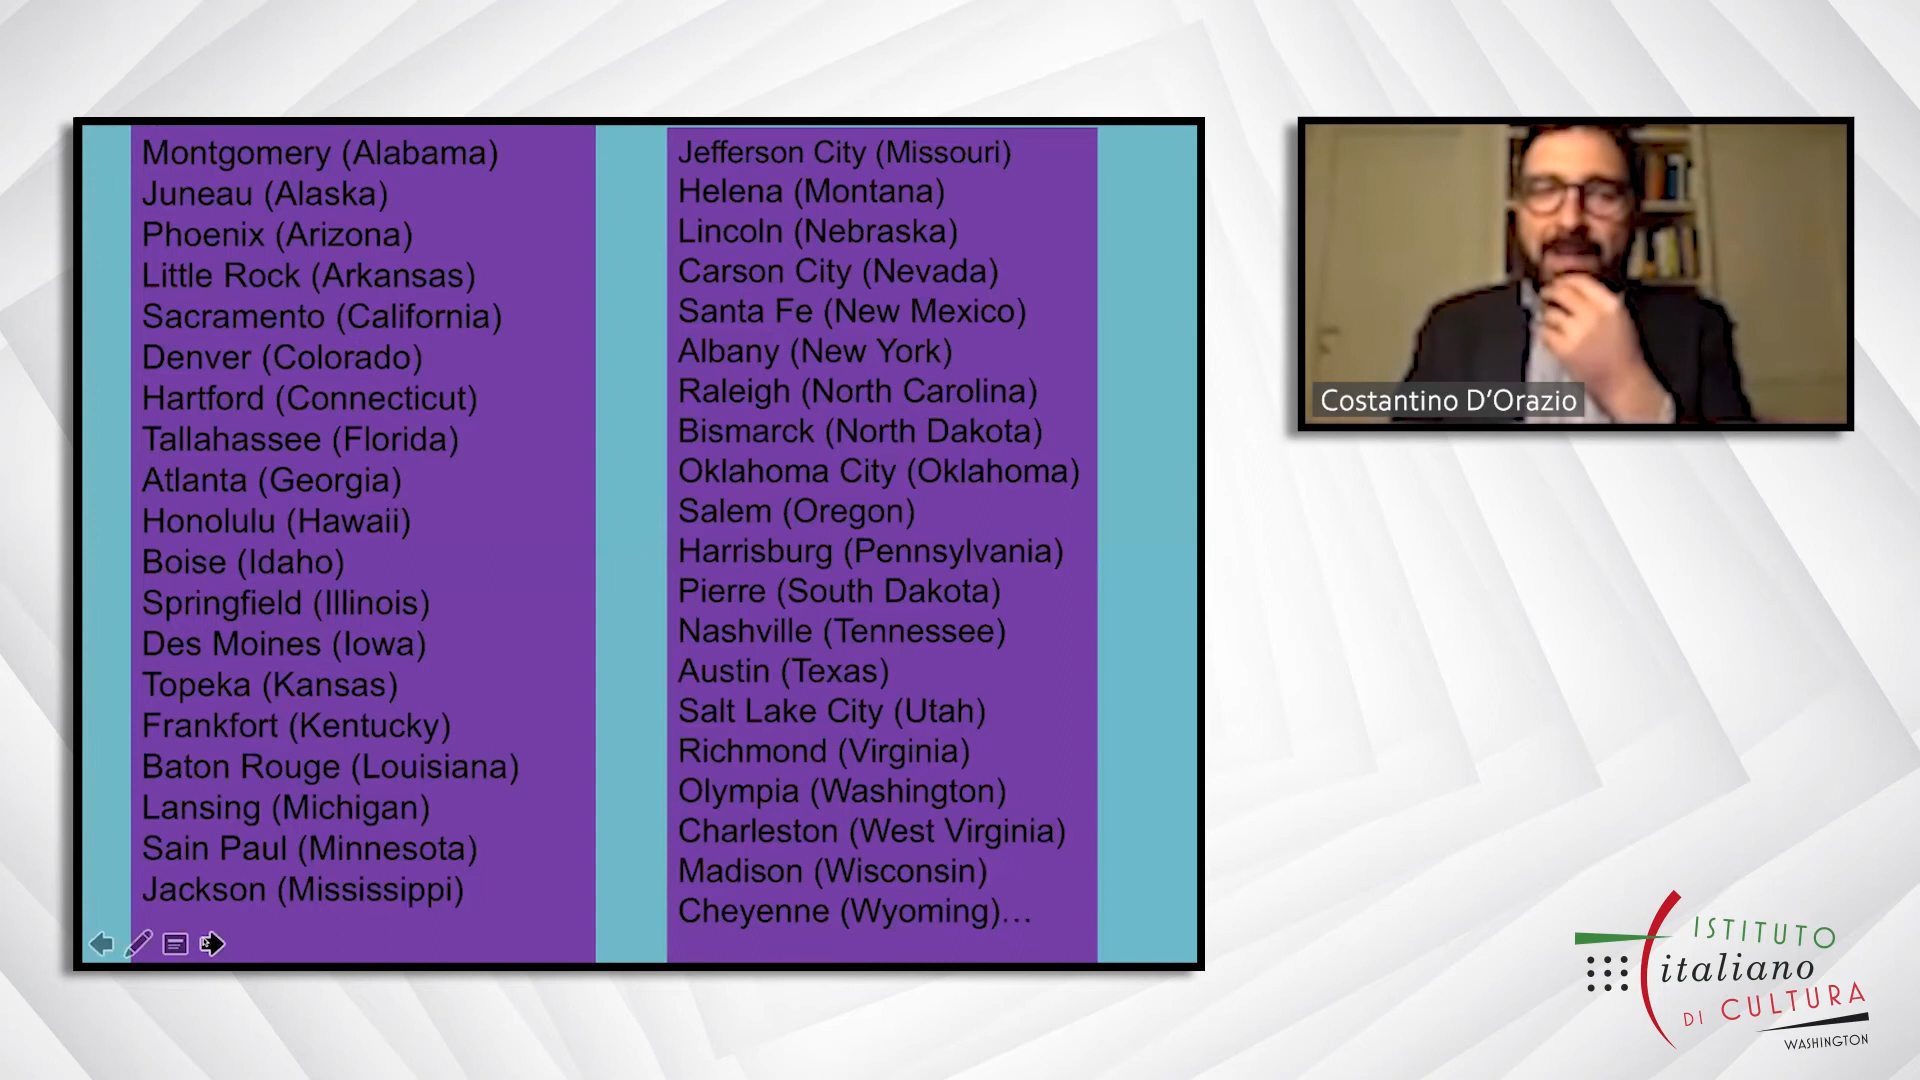 Montgomery (Alabama)
Juneau (Alaska)
Phoenix (Arizona)
Little Rock (Arkansas)
Sacramento (California)
Denver (Colorado)
Hartford (Connecticut)
Tallahassee (Florida)
Atlanta (Georgia)
Honolulu (Hawaii)
Boise (Idaho)
Springfield (Illinois)
Des Moines (Iowa)
Topeka (Kansas)
Frankfort (Kentucky)
Baton Rouge (Louisiana)
Lansing (Michigan)
Sain Paul (Minnesota)
Jackson (Mississippi)
Jefferson City (Missouri)
Helena (Montana)
Lincoln (Nebraska)
Carson City (Nevada)
Santa Fe (New Mexico)
Albany (New York)
Raleigh (North Carolina)
Bismarck (North Dakota)
Oklahoma City (Oklahoma)
Salem (Oregon)
Harrisburg (Pennsylvania)
Pierre (South Dakota)
Nashville (Tennessee)
Austin (Texas)
Salt Lake City (Utah)
Richmond (Virginia)
Olympia (Washington)
Charleston (West Virginia)
Madison (Wisconsin)
Cheyenne (Wyoming)…
Costantino D’Orazio
ISTITUTO
italiano
DI CULTURA
WASHINGTON